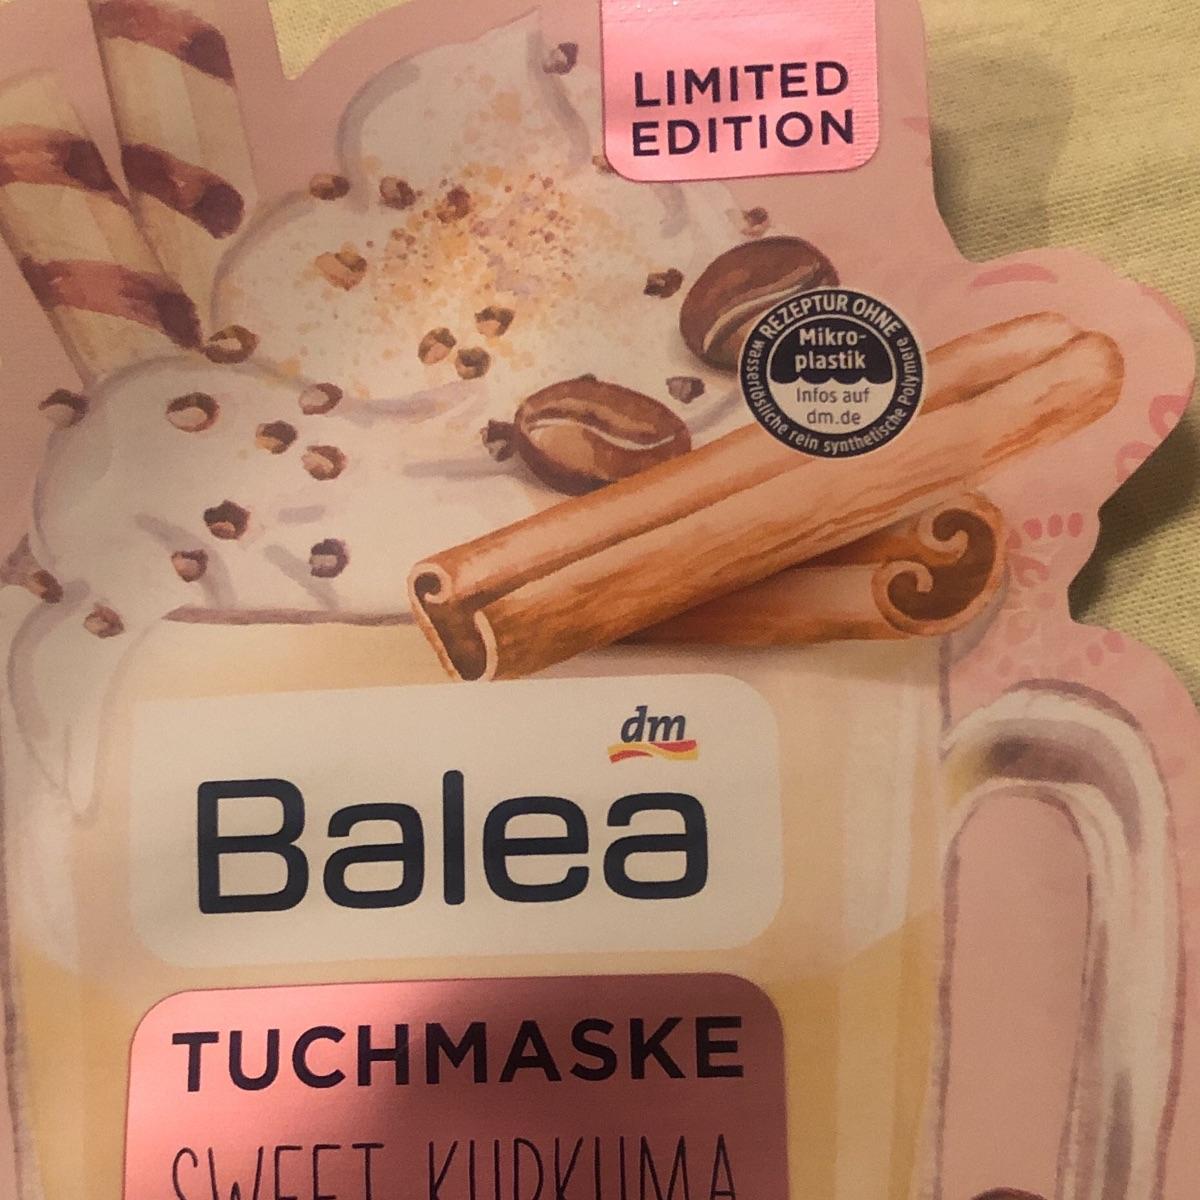 LIMITED
EDITION
REZEPTUR OHNE
Mikro-
plastik
Infos auf
dm.de
wasserlösliche rein synthetische Polymere
dm
Balea
TUCHMASKE
SWEET KURKUMA